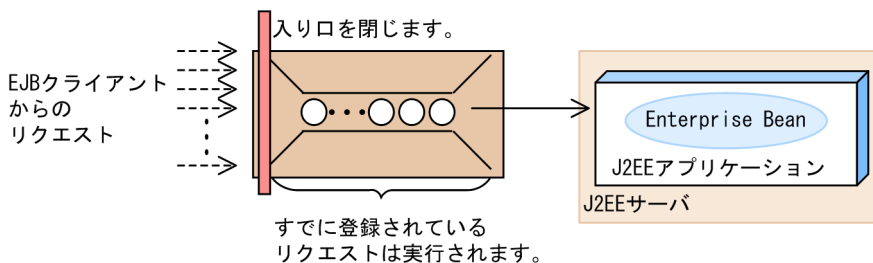 入り口を閉じます。
EJBクライアント
からの
リクエスト
Enterprise Bean
J2EEアプリケーション
J2EEサーバ
すでに登録されている
リクエストは実行されます。